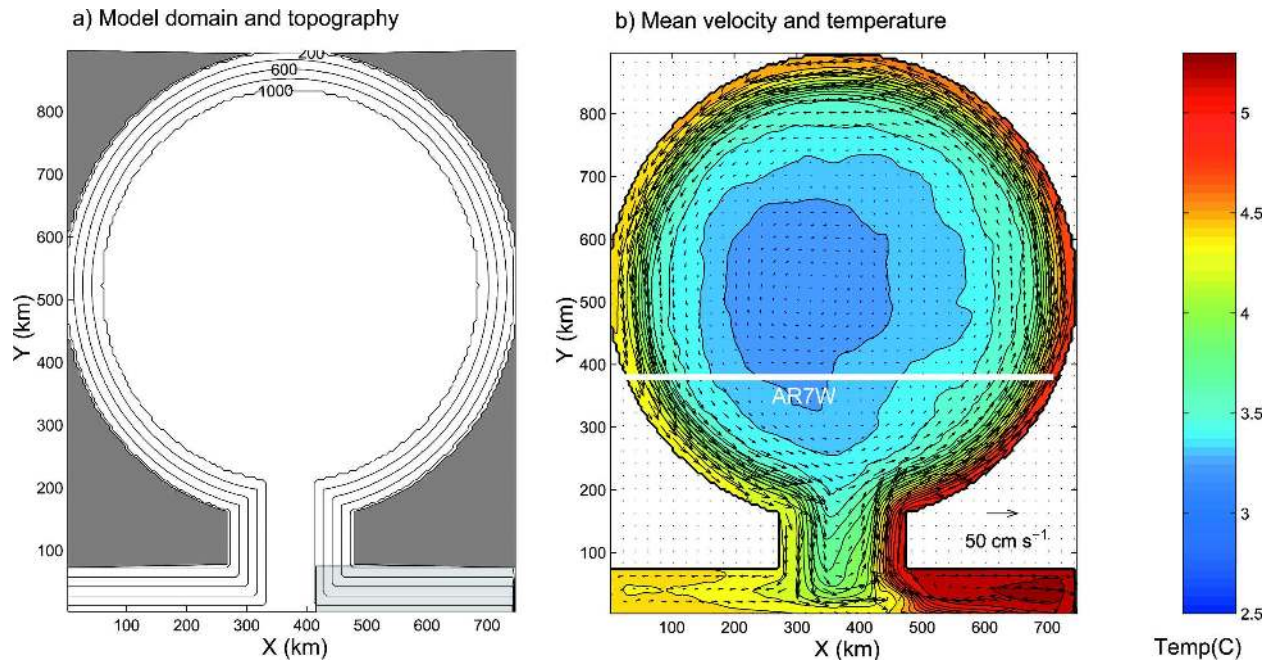 a) Model domain and topography
b) Mean velocity and temperature
200
600
1000
800
700
600
500
400
300
200
100
Y (km)
100 200 300 400 500 600 700
X (km)
800
700
600
500
400
300
200
100
Y (km)
AR7W
50 cm s⁻¹
100 200 300 400 500 600 700
X (km)
5
4.5
4
3.5
3
2.5
Temp(C)